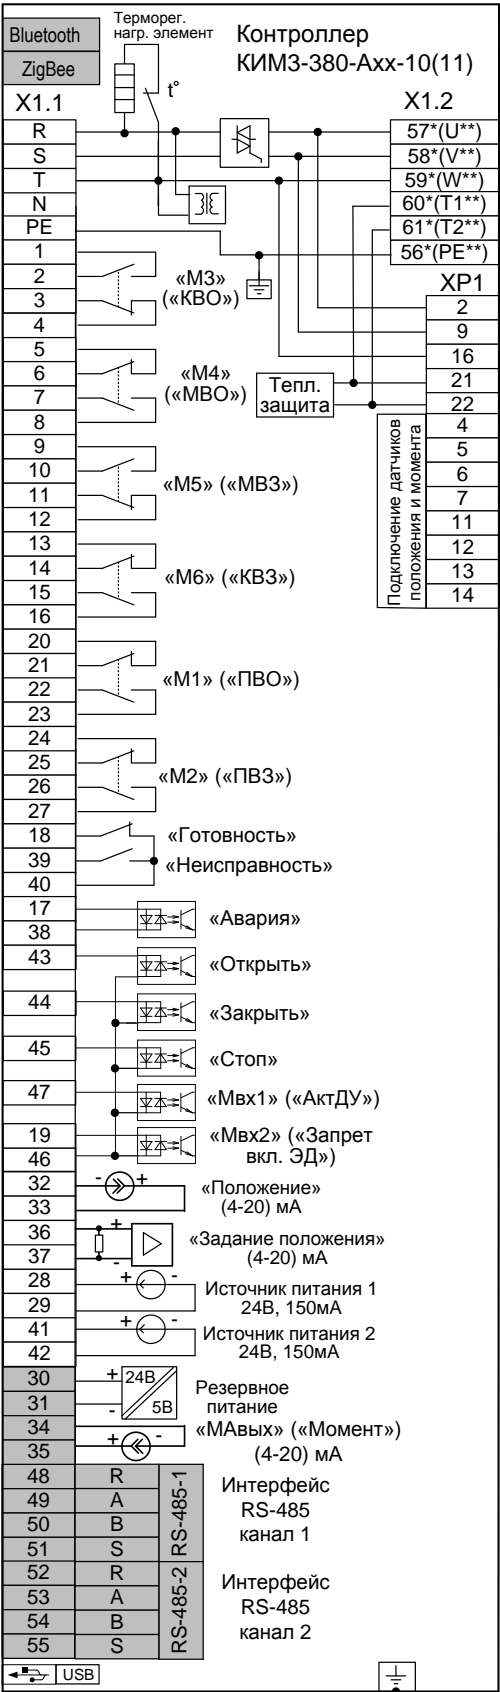 Bluetooth
ZigBee
Терморег.
нагр. элемент
t°
Контроллер
КИМ3-380-Ахх-10(11)
X1.1
R
S
T
N
PE
1
2
3
4
5
6
7
8
9
10
11
12
13
14
15
16
20
21
22
23
24
25
26
27
18
39
40
17
38
43
44
45
47
19
46
32
33
36
37
28
29
41
42
30
31
34
35
48 R
49 A
50 B
51 S
RS-485-1
52 R
53 A
54 B
55 S
RS-485-2
USB
X1.2
57*(U**)
58*(V**)
59*(W**)
60*(T1**)
61*(T2**)
56*(PE**)
XP1
2
9
16
21
22
4
5
6
7
11
12
13
14
Тепл.
защита
Подключение датчиков
положения и момента
«М3»
(«КВО»)
«М4»
(«МВО»)
«М5» («МВЗ»)
«М6» («КВЗ»)
«М1» («ПВО»)
«М2» («ПВЗ»)
«Готовность»
«Неисправность»
«Авария»
«Открыть»
«Закрыть»
«Стоп»
«Мвх1» («АктДУ»)
«Мвх2» («Запрет
вкл. ЭД»)
- +
«Положение»
(4-20) мА
+
-
«Задание положения»
(4-20) мА
+ -
Источник питания 1
24В, 150мА
+ -
Источник питания 2
24В, 150мА
+ 24В
- 5В
Резервное
питание
+ -
«МАвых» («Момент»)
(4-20) мА
Интерфейс
RS-485
канал 1
Интерфейс
RS-485
канал 2